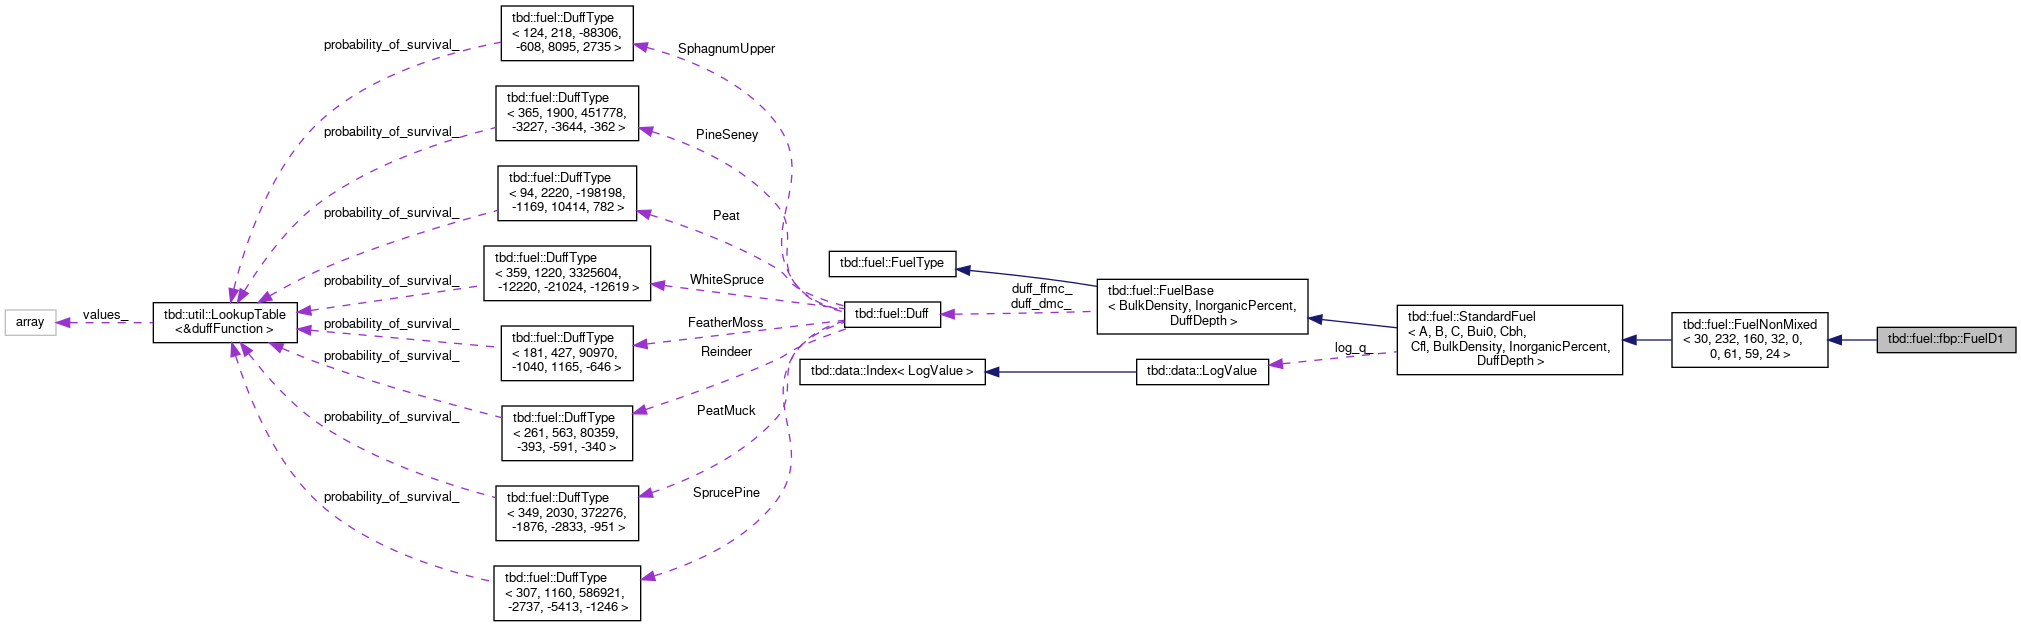 tbd::fuel::DuffType
< 124, 218, -88306,
-608, 8095, 2735 >
probability_of_survival_
SphagnumUpper
tbd::fuel::DuffType
< 365, 1900, 451778,
-3227, -3644, -362 >
probability_of_survival_
PineSeney
tbd::fuel::DuffType
< 94, 2220, -198198,
-1169, 10414, 782 >
probability_of_survival_
Peat
tbd::fuel::DuffType
< 359, 1220, 3325604,
-12220, -21024, -12619 >
probability_of_survival_
WhiteSpruce
tbd::fuel::DuffType
< 181, 427, 90970,
-1040, 1165, -646 >
probability_of_survival_
FeatherMoss
tbd::fuel::DuffType
< 261, 563, 80359,
-393, -591, -340 >
probability_of_survival_
Reindeer
tbd::fuel::DuffType
< 349, 2030, 372276,
-1876, -2833, -951 >
probability_of_survival_
PeatMuck
tbd::fuel::DuffType
< 307, 1160, 586921,
-2737, -5413, -1246 >
probability_of_survival_
SprucePine
array
values_
tbd::util::LookupTable
<&duffFunction >
tbd::fuel::FuelType
tbd::fuel::Duff
duff_ffmc_
duff_dmc_
tbd::fuel::FuelBase
< BulkDensity, InorganicPercent,
DuffDepth >
tbd::data::Index< LogValue >
tbd::data::LogValue
log_q_
tbd::fuel::StandardFuel
< A, B, C, Bui0, Cbh,
Cfl, BulkDensity, InorganicPercent,
DuffDepth >
tbd::fuel::FuelNonMixed
< 30, 232, 160, 32, 0,
0, 61, 59, 24 >
tbd::fuel::fbp::FuelD1